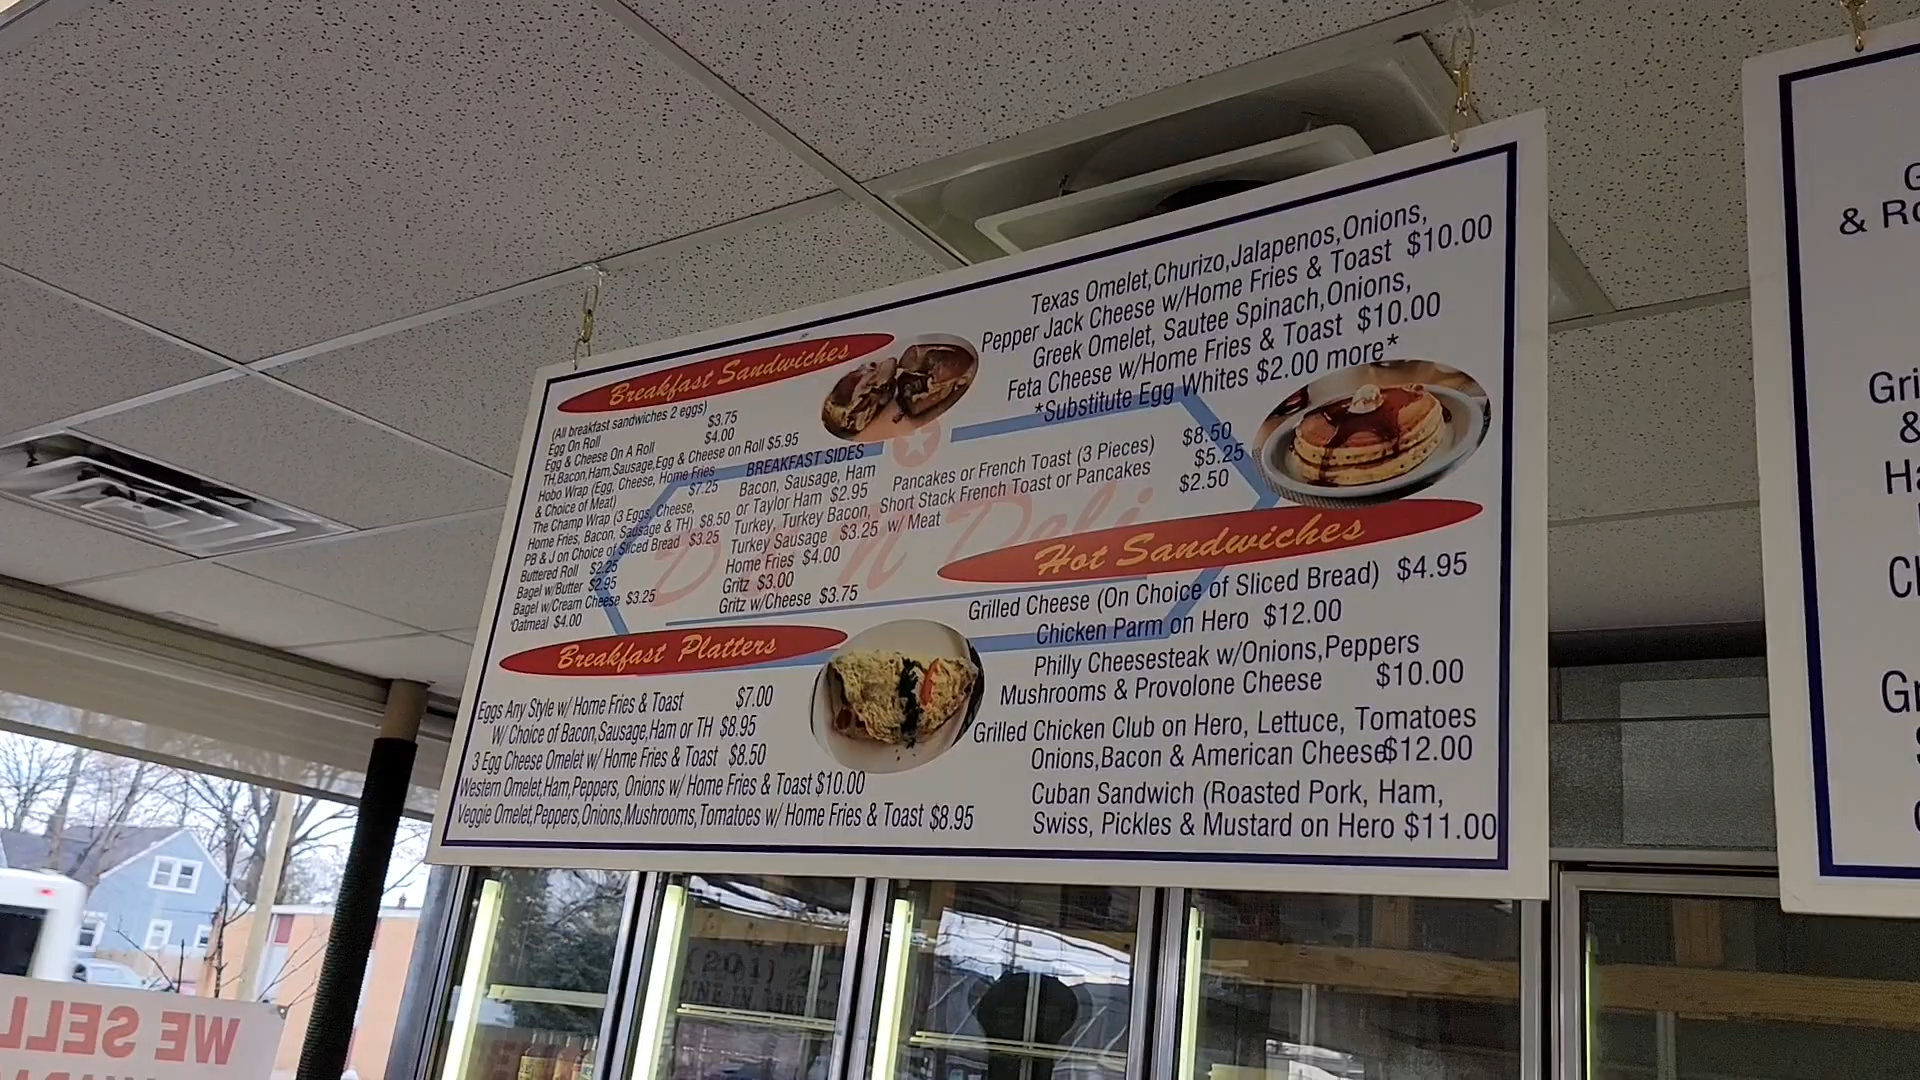 Breakfast Sandwiches
(All breakfast sandwiches 2 eggs)
Egg On Roll $3.75
Egg & Cheese On A Roll $4.00
TH,Bacon,Ham,Sausage,Egg & Cheese on Roll $5.95
Hobo Wrap (Egg, Cheese, Home Fries
& Choice of Meat) $7.25
The Champ Wrap (3 Eggs, Cheese,
Home Fries, Bacon, Sausage & TH) $8.50
PB & J on Choice of Sliced Bread $3.25
Buttered Roll $2.25
Bagel w/Butter $2.95
Bagel w/Cream Cheese $3.25
Oatmeal $4.00
BREAKFAST SIDES
Bacon, Sausage, Ham
or Taylor Ham $2.95
Turkey, Turkey Bacon,
Turkey Sausage $3.25
Home Fries $4.00
Gritz $3.00
Gritz w/Cheese $3.75
Breakfast Platters
Eggs Any Style w/ Home Fries & Toast $7.00
W/ Choice of Bacon,Sausage,Ham or TH $8.95
3 Egg Cheese Omelet w/ Home Fries & Toast $8.50
Western Omelet,Ham,Peppers, Onions w/ Home Fries & Toast $10.00
Veggie Omelet,Peppers,Onions,Mushrooms,Tomatoes w/ Home Fries & Toast $8.95
Texas Omelet,Churizo,Jalapenos,Onions,
Pepper Jack Cheese w/Home Fries & Toast $10.00
Greek Omelet, Sautee Spinach,Onions,
Feta Cheese w/Home Fries & Toast $10.00
*Substitute Egg Whites $2.00 more*
Pancakes or French Toast (3 Pieces) $8.50
Short Stack French Toast or Pancakes $5.25
w/ Meat $2.50
Deli
Hot Sandwiches
Grilled Cheese (On Choice of Sliced Bread) $4.95
Chicken Parm on Hero $12.00
Philly Cheesesteak w/Onions,Peppers
Mushrooms & Provolone Cheese $10.00
Grilled Chicken Club on Hero, Lettuce, Tomatoes
Onions,Bacon & American Cheese $12.00
Cuban Sandwich (Roasted Pork, Ham,
Swiss, Pickles & Mustard on Hero $11.00
WE SELL